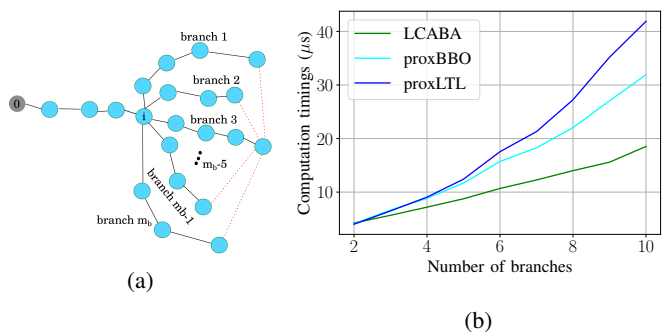 branch 1
branch 2
0
i
branch 3
m_b-5
branch mb-1
branch m_b
(a)
Computation timings (μs)
40
30
20
10
LCABA
proxBBO
proxLTL
2 4 6 8 10
Number of branches
(b)